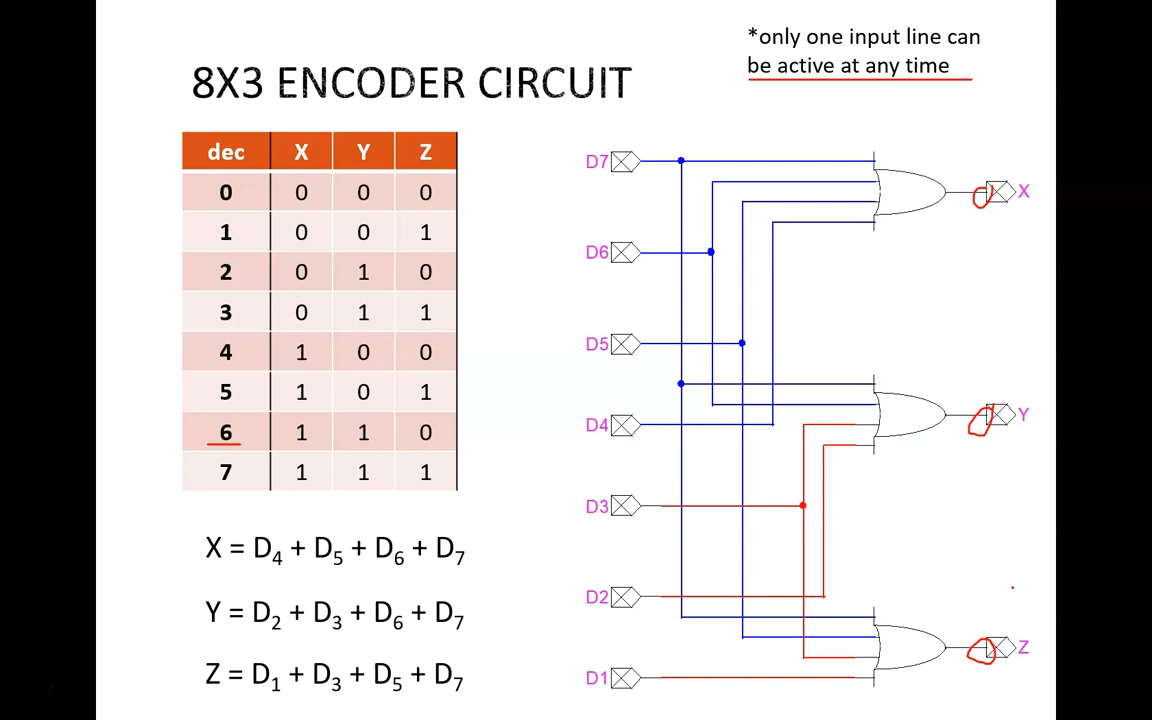 *only one input line can
be active at any time
8X3 ENCODER CIRCUIT
dec X Y Z
0 0 0 0
1 0 0 1
2 0 1 0
3 0 1 1
4 1 0 0
5 1 0 1
6 1 1 0
7 1 1 1
X = D₄ + D₅ + D₆ + D₇
Y = D₂ + D₃ + D₆ + D₇
Z = D₁ + D₃ + D₅ + D₇
D7
X
D6
D5
Y
D4
D3
D2
Z
D1